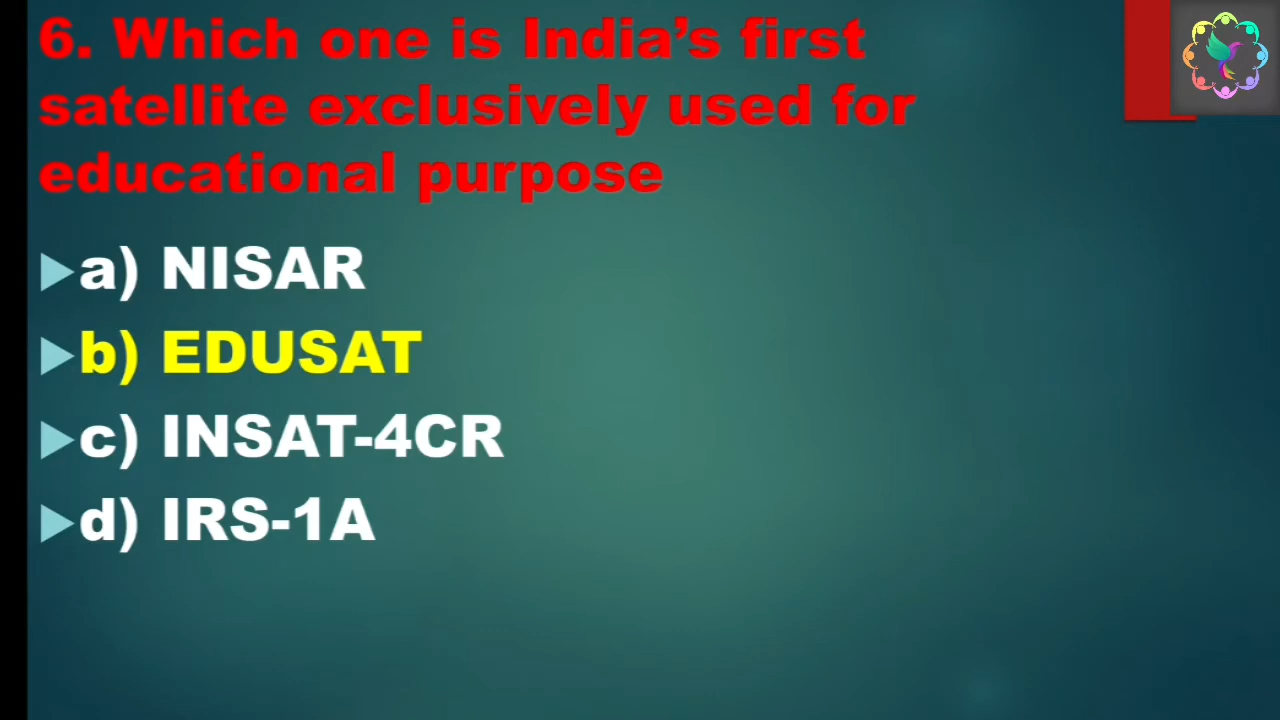 6. Which one is India’s first
satellite exclusively used for
educational purpose
a) NISAR
b) EDUSAT
c) INSAT-4CR
d) IRS-1A